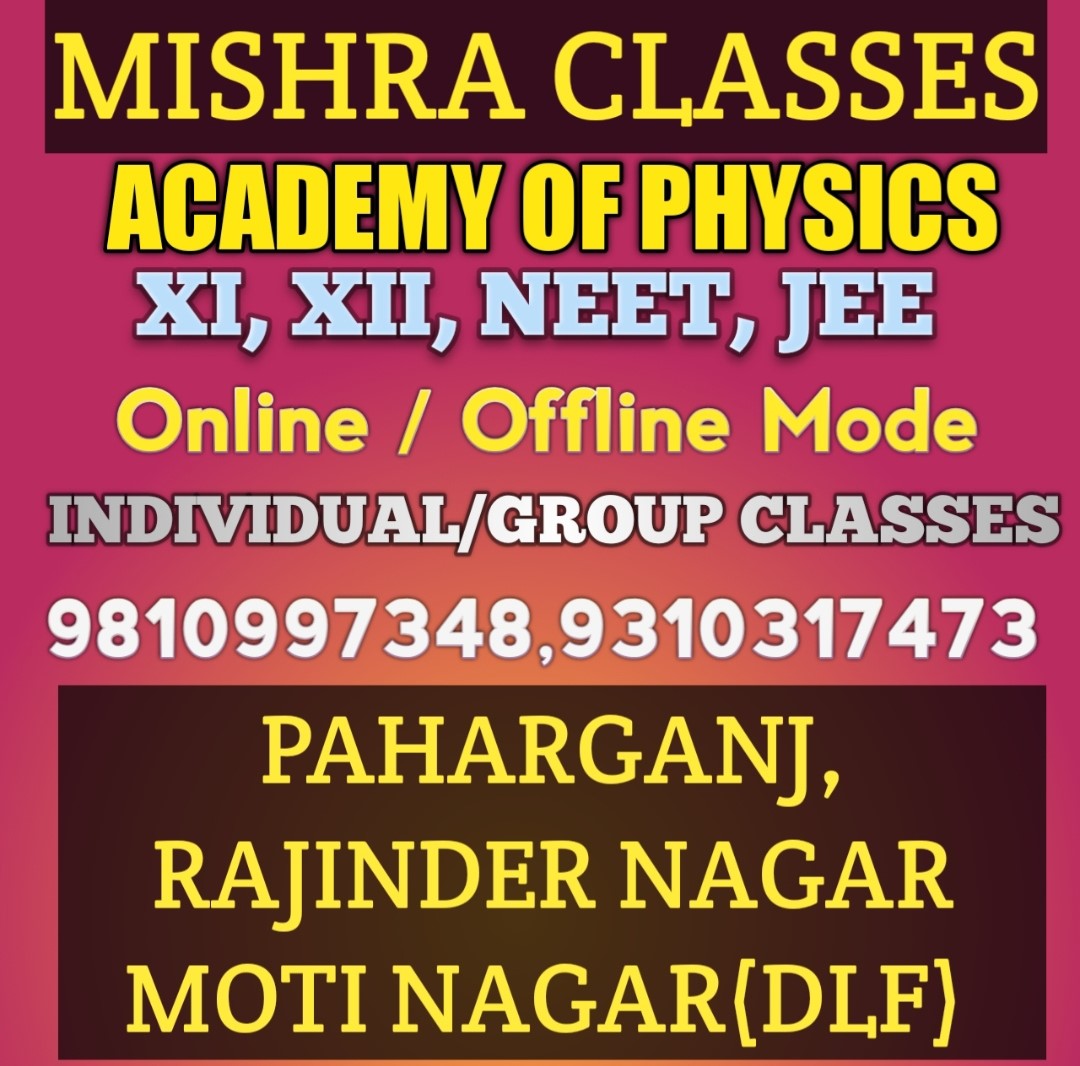 MISHRA CLASSES
ACADEMY OF PHYSICS
XI, XII, NEET, JEE
Online / Offline Mode
INDIVIDUAL/GROUP CLASSES
9810997348,9310317473
PAHARGANJ,
RAJINDER NAGAR
MOTI NAGAR(DLF)